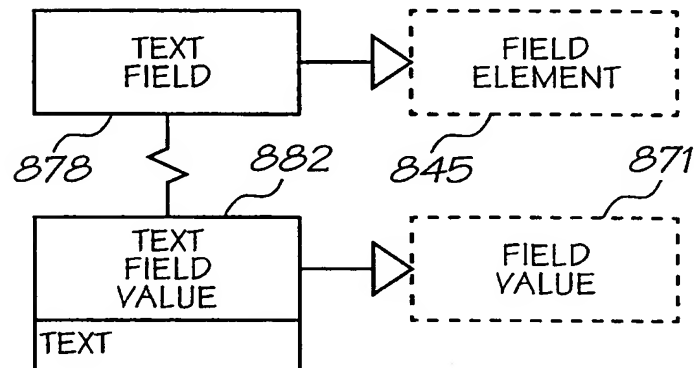 TEXT
FIELD
FIELD
ELEMENT
878
882
845
871
TEXT
FIELD
VALUE
FIELD
VALUE
TEXT